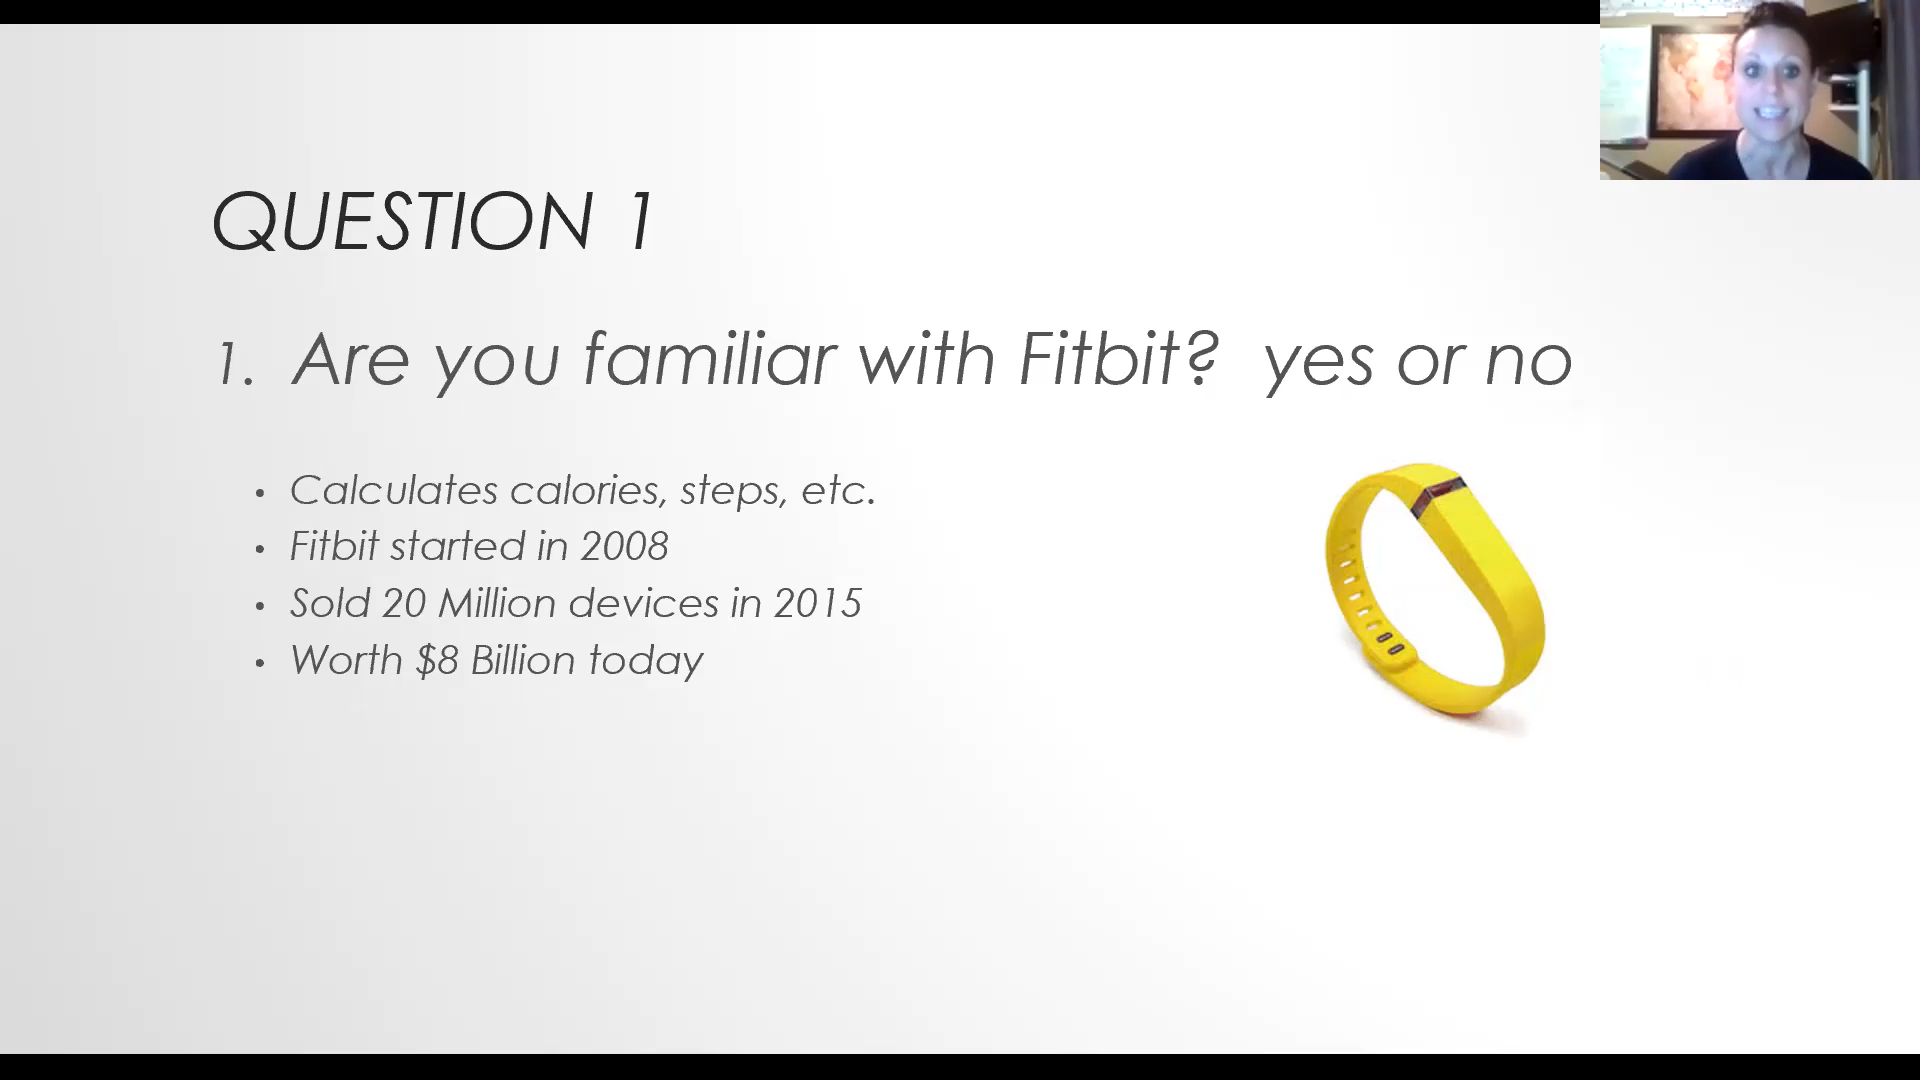 QUESTION 1
1. Are you familiar with Fitbit? yes or no
• Calculates calories, steps, etc.
• Fitbit started in 2008
• Sold 20 Million devices in 2015
• Worth $8 Billion today